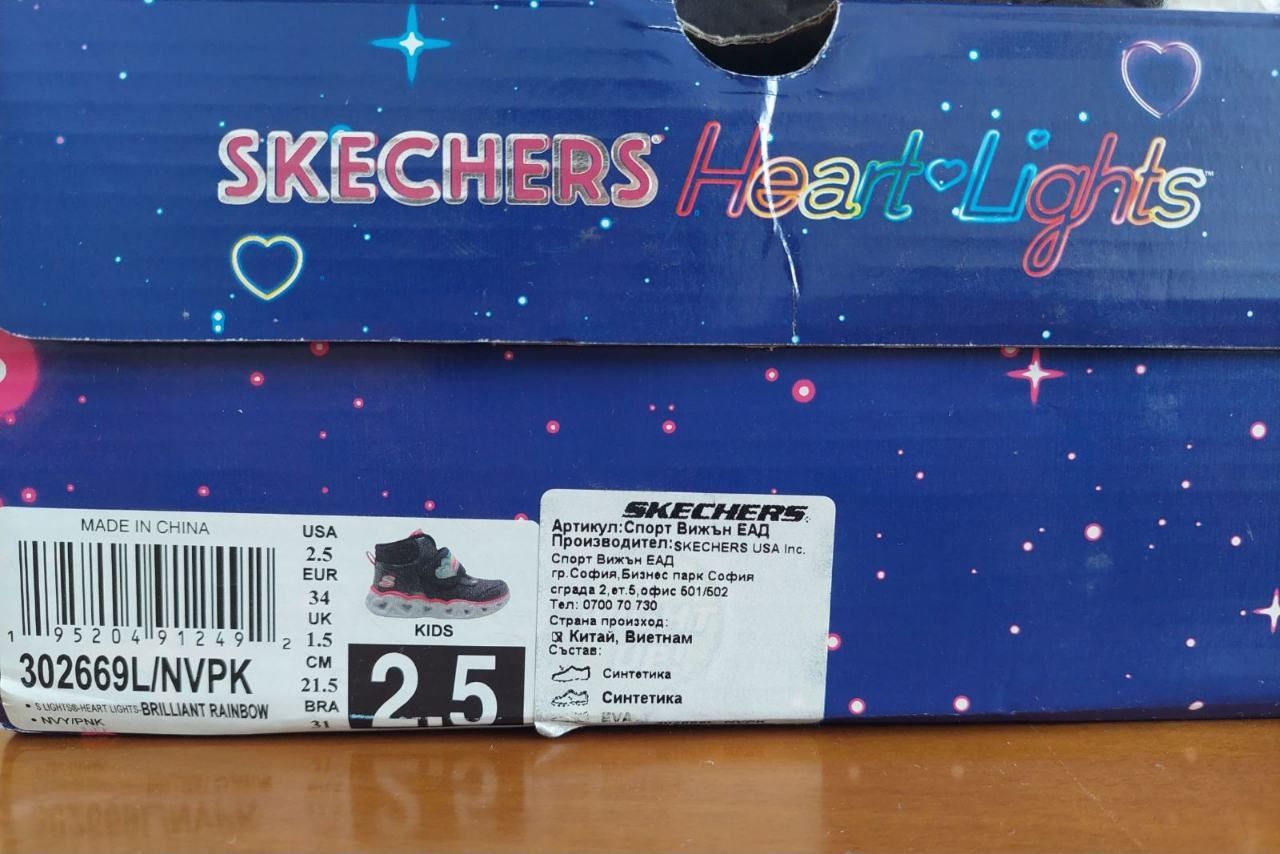 SKECHERS Heart Lights™
MADE IN CHINA
1 95204 91249 2
302669L/NVPK
• S LIGHTS®-HEART LIGHTS-BRILLIANT RAINBOW
• NVY/PNK
USA
2.5
EUR
34
UK
1.5
CM
21.5
BRA
31
KIDS
2.5
SKECHERS
Артикул:Спорт Вижън ЕАД
Производител:SKECHERS USA Inc.
Спорт Вижън ЕАД
гр.София,Бизнес парк София
сграда 2,ет.5,офис 501/502
Тел: 0700 70 730
Страна произход:
Китай, Виетнам
Състав:
Синтетика
Синтетика
EVA